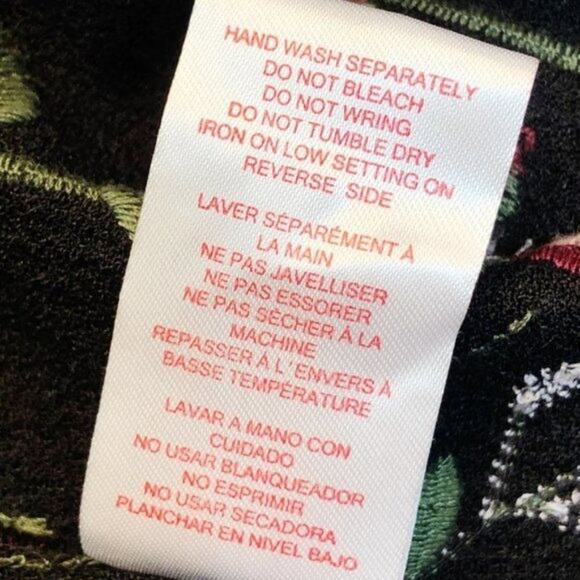 HAND WASH SEPARATELY
DO NOT BLEACH
DO NOT WRING
DO NOT TUMBLE DRY
IRON ON LOW SETTING ON
REVERSE SIDE
LAVER SÉPARÉMENT À
LA MAIN
NE PAS JAVELLISER
NE PAS ESSORER
NE PAS SÉCHER À LA
MACHINE
REPASSER À L'ENVERS À
BASSE TEMPÉRATURE
LAVAR A MANO CON
CUIDADO
NO USAR BLANQUEADOR
NO ESPRIMIR
NO USAR SECADORA
PLANCHAR EN NIVEL BAJO